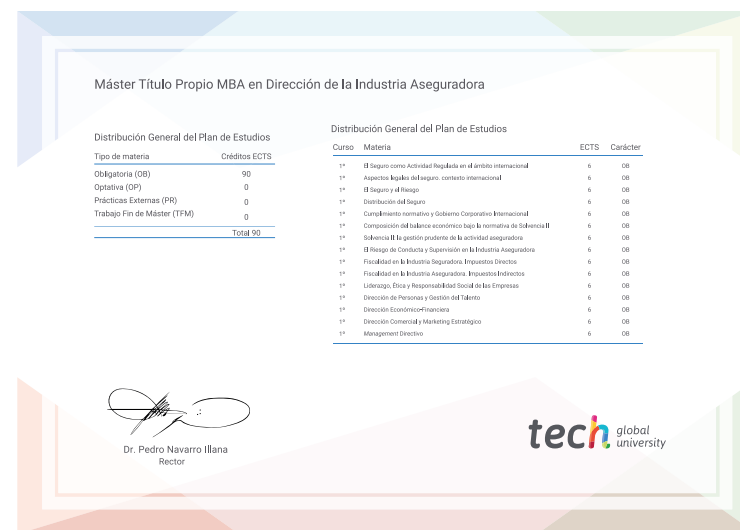 Máster Título Propio MBA en Dirección de la Industria Aseguradora
Distribución General del Plan de Estudios
Tipo de materia Créditos ECTS
Obligatoria (OB) 90
Optativa (OP) 0
Prácticas Externas (PR) 0
Trabajo Fin de Máster (TFM) 0
Total 90
Distribución General del Plan de Estudios
Curso Materia ECTS Carácter
1º El Seguro como Actividad Regulada en el ámbito internacional 6 OB
1º Aspectos legales del seguro. contexto internacional 6 OB
1º El Seguro y el Riesgo 6 OB
1º Distribución del Seguro 6 OB
1º Cumplimiento normativo y Gobierno Corporativo Internacional 6 OB
1º Composición del balance económico bajo la normativa de Solvencia II 6 OB
1º Solvencia II: la gestión prudente de la actividad aseguradora 6 OB
1º El Riesgo de Conducta y Supervisión en la Industria Aseguradora 6 OB
1º Fiscalidad en la Industria Seguradora. Impuestos Directos 6 OB
1º Fiscalidad en la Industria Aseguradora. Impuestos Indirectos 6 OB
1º Liderazgo, Ética y Responsabilidad Social de las Empresas 6 OB
1º Dirección de Personas y Gestión del Talento 6 OB
1º Dirección Económico-Financiera 6 OB
1º Dirección Comercial y Marketing Estratégico 6 OB
1º Management Directivo 6 OB
Dr. Pedro Navarro Illana
Rector
tech global
university